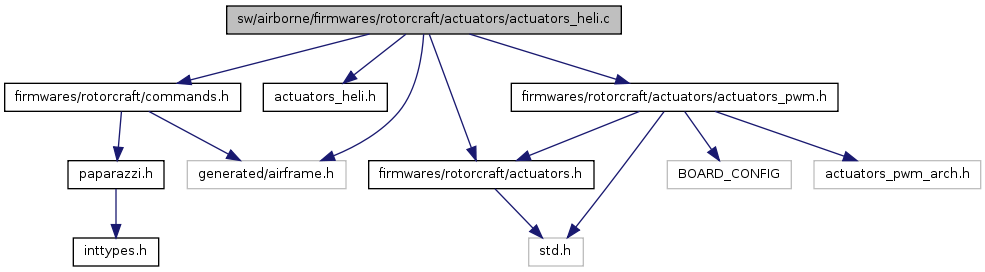 sw/airborne/firmwares/rotorcraft/actuators/actuators_heli.c
firmwares/rotorcraft/commands.h
actuators_heli.h
firmwares/rotorcraft/actuators/actuators_pwm.h
paparazzi.h
generated/airframe.h
firmwares/rotorcraft/actuators.h
BOARD_CONFIG
actuators_pwm_arch.h
inttypes.h
std.h